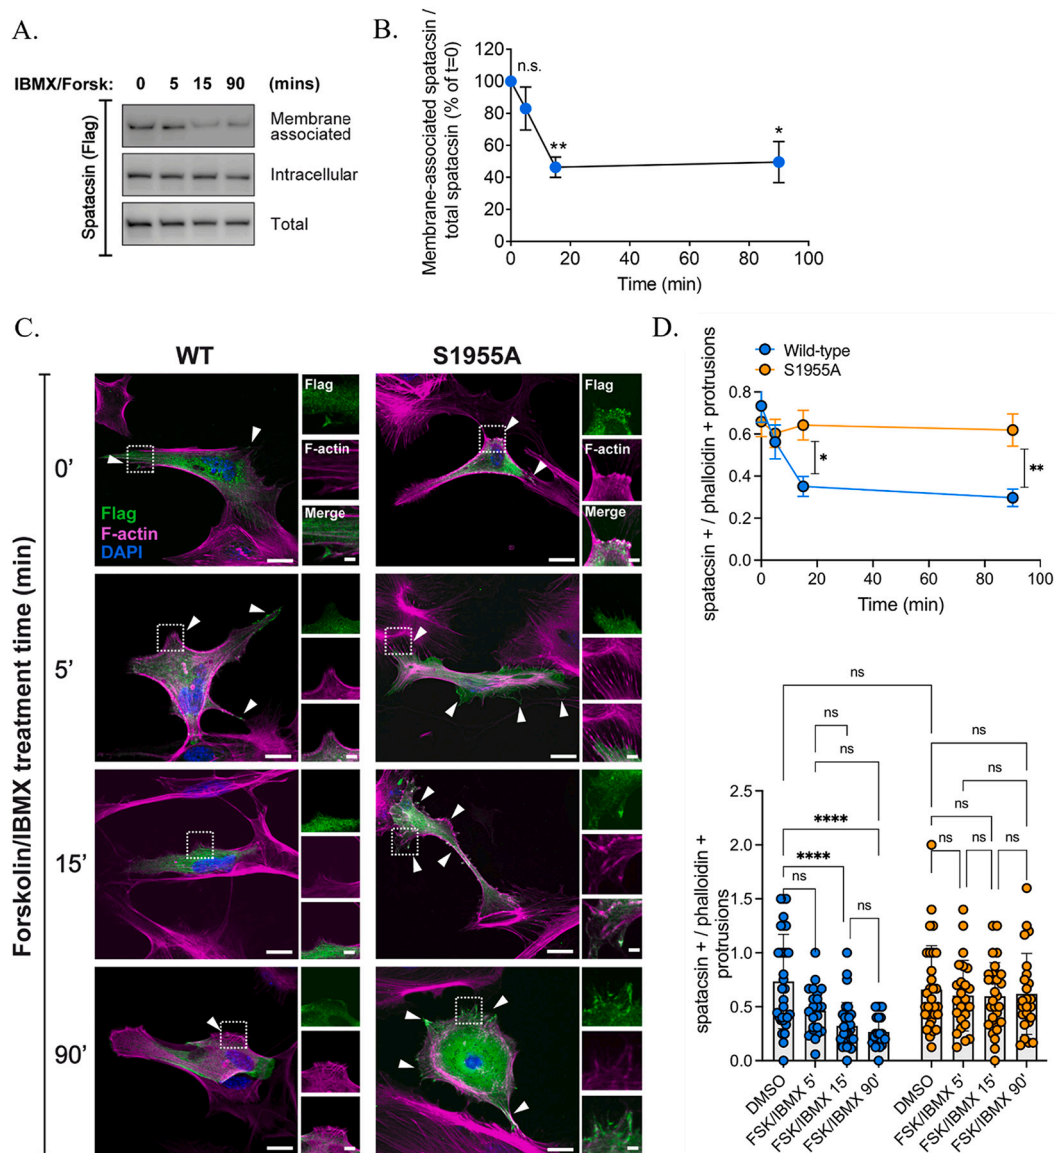 A.
IBMX/Forsk: 0 5 15 90 (mins)
Spatacsin (Flag)
Membrane
associated
Intracellular
Total
B.
Membrane-associated spatacsin /
total spatacsin (% of t=0)
120
100
80
60
40
20
0
n.s.
**
*
0 20 40 60 80 100
Time (min)
C.
WT S1955A
Forskolin/IBMX treatment time (min)
0'
5'
15'
90'
Flag
F-actin
DAPI
Flag
F-actin
Merge
Flag
F-actin
Merge
D.
Wild-type
S1955A
spatacsin + / phalloidin + protrusions
0.8
0.6
0.4
0.2
0.0
*
**
0 20 40 60 80 100
Time (min)
spatacsin + / phalloidin +
protrusions
2.5
2.0
1.5
1.0
0.5
0.0
ns
ns
ns
****
****
ns
ns
ns
ns
ns
ns
ns
ns
DMSO
FSK/IBMX 5'
FSK/IBMX 15'
FSK/IBMX 90'
DMSO
FSK/IBMX 5'
FSK/IBMX 15'
FSK/IBMX 90'